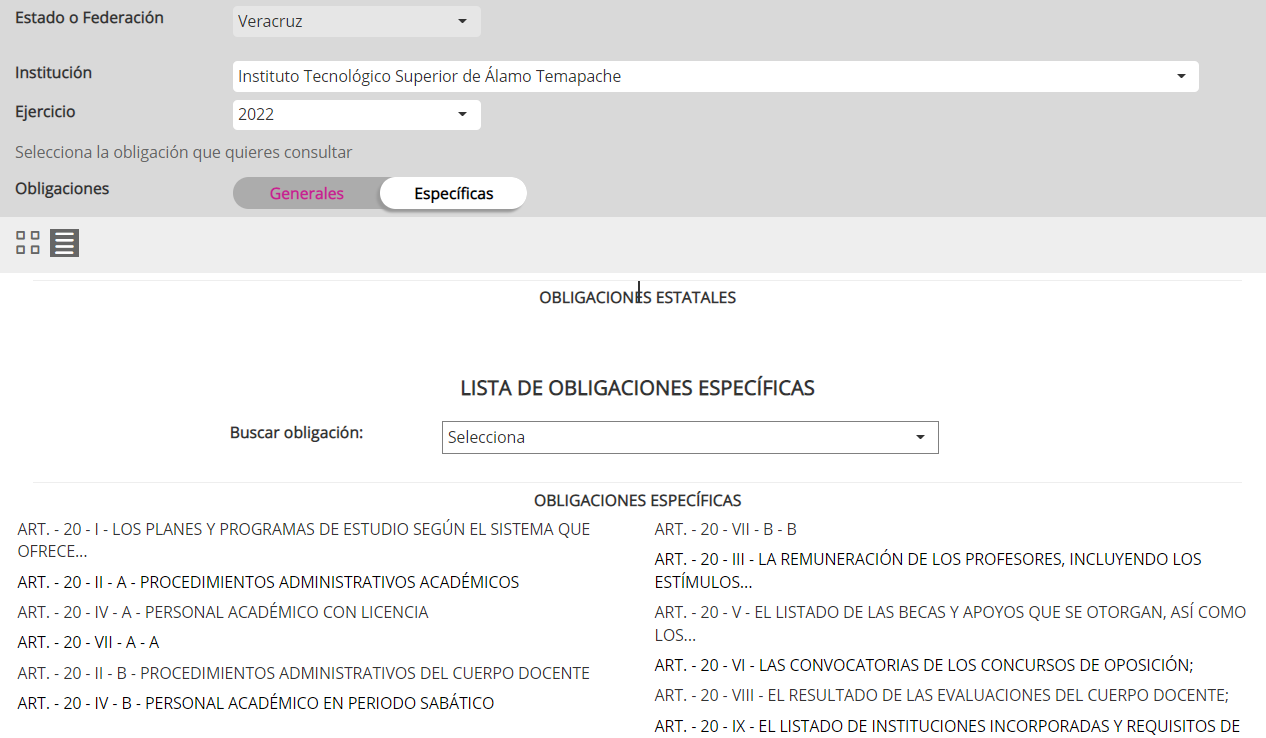 Estado o Federación
Veracruz
Institución
Instituto Tecnológico Superior de Álamo Temapache
Ejercicio
2022
Selecciona la obligación que quieres consultar
Obligaciones
Generales
Específicas
OBLIGACIONES ESTATALES
LISTA DE OBLIGACIONES ESPECÍFICAS
Buscar obligación:
Selecciona
OBLIGACIONES ESPECÍFICAS
ART. - 20 - I - LOS PLANES Y PROGRAMAS DE ESTUDIO SEGÚN EL SISTEMA QUE
OFRECE...
ART. - 20 - II - A - PROCEDIMIENTOS ADMINISTRATIVOS ACADÉMICOS
ART. - 20 - IV - A - PERSONAL ACADÉMICO CON LICENCIA
ART. - 20 - VII - A - A
ART. - 20 - II - B - PROCEDIMIENTOS ADMINISTRATIVOS DEL CUERPO DOCENTE
ART. - 20 - IV - B - PERSONAL ACADÉMICO EN PERIODO SABÁTICO
ART. - 20 - VII - B - B
ART. - 20 - III - LA REMUNERACIÓN DE LOS PROFESORES, INCLUYENDO LOS
ESTÍMULOS...
ART. - 20 - V - EL LISTADO DE LAS BECAS Y APOYOS QUE SE OTORGAN, ASÍ COMO
LOS...
ART. - 20 - VI - LAS CONVOCATORIAS DE LOS CONCURSOS DE OPOSICIÓN;
ART. - 20 - VIII - EL RESULTADO DE LAS EVALUACIONES DEL CUERPO DOCENTE;
ART. - 20 - IX - EL LISTADO DE INSTITUCIONES INCORPORADAS Y REQUISITOS DE